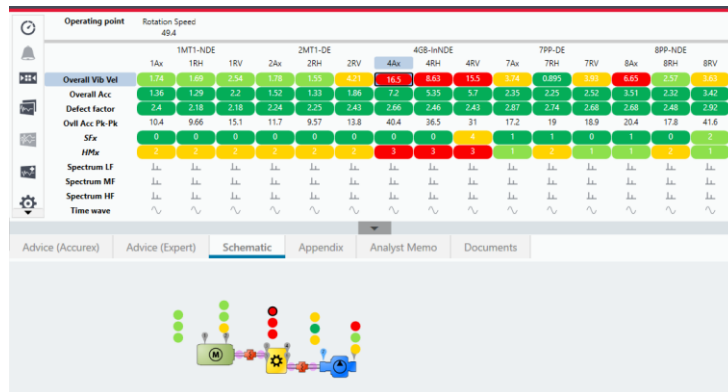 Operating point Rotation Speed
49.4
1MT1-NDE 2MT1-DE 4GB-InNDE 7PP-DE 8PP-NDE
1Ax 1RH 1RV 2Ax 2RH 2RV 4Ax 4RH 4RV 7Ax 7RH 7RV 8Ax 8RH 8RV
Overall Vib Vel 1.74 1.69 2.54 1.78 1.55 4.21 16.5 8.63 15.5 3.74 0.895 3.93 6.65 2.57 3.63
Overall Acc 1.36 1.29 2.2 1.52 1.33 1.86 7.2 5.35 5.7 2.35 2.25 2.52 3.51 2.32 3.42
Defect factor 2.4 2.18 2.18 2.24 2.25 2.43 2.66 2.46 2.43 2.87 2.74 2.68 2.68 2.48 2.92
Ovll Acc Pk-Pk 10.4 9.66 15.1 11.7 9.57 13.8 40.4 36.5 31 17.2 19 18.9 20.4 17.8 41.6
SFx 0 0 0 0 0 0 0 0 4 1 1 0 1 0 2
HMx 2 2 2 2 2 2 3 3 3 1 2 1 1 2 1
Spectrum LF
Spectrum MF
Spectrum HF
Time wave
Advice (Accurex) Advice (Expert) Schematic Appendix Analyst Memo Documents
M